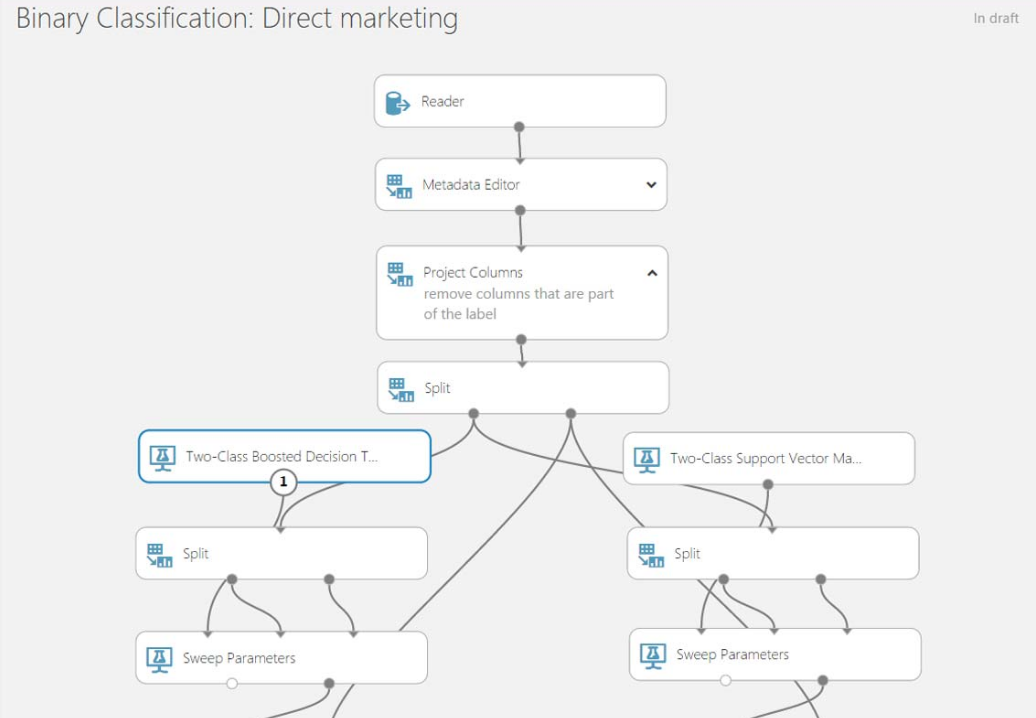 Binary Classification: Direct marketing
In draft
Reader
Metadata Editor
Project Columns
remove columns that are part
of the label
Split
Two-Class Boosted Decision T...
1
Two-Class Support Vector Ma...
Split
Split
Sweep Parameters
Sweep Parameters